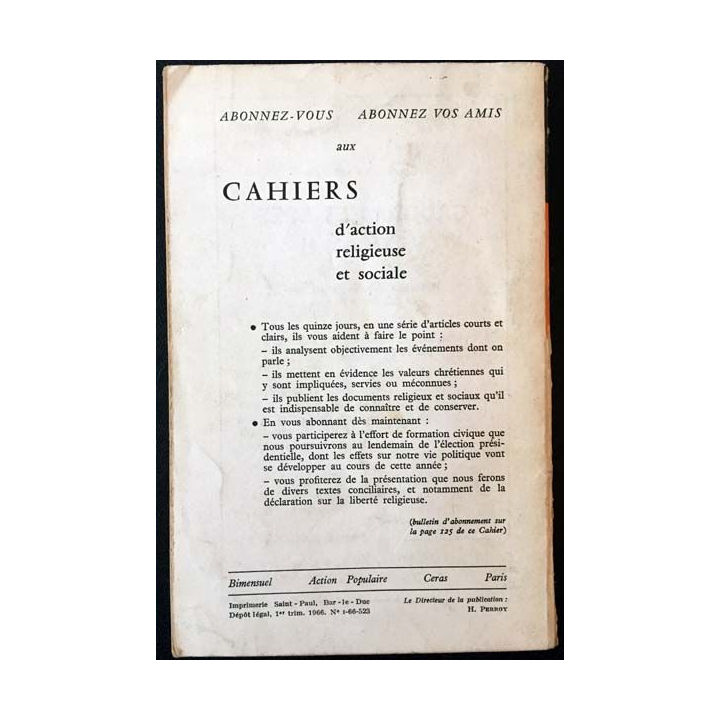 ABONNEZ-VOUS ABONNEZ VOS AMIS
aux
CAHIERS
d'action
religieuse
et sociale
● Tous les quinze jours, en une série d'articles courts et
clairs, ils vous aident à faire le point :
– ils analysent objectivement les événements dont on
parle ;
– ils mettent en évidence les valeurs chrétiennes qui
y sont impliquées, servies ou méconnues ;
– ils publient les documents religieux et sociaux qu'il
est indispensable de connaître et de conserver.
● En vous abonnant dès maintenant :
– vous participerez à l'effort de formation civique que
nous poursuivrons au lendemain de l'élection prési-
dentielle, dont les effets sur notre vie politique vont
se développer au cours de cette année ;
– vous profiterez de la présentation que nous ferons
de divers textes conciliaires, et notamment de la
déclaration sur la liberté religieuse.
(bulletin d'abonnement sur
la page 125 de ce Cahier)
Bimensuel Action Populaire Ceras Paris
Imprimerie Saint-Paul, Bar-le-Duc
Dépôt légal, 1er trim. 1966. N° 1-66-523
Le Directeur de la publication :
H. PERROY